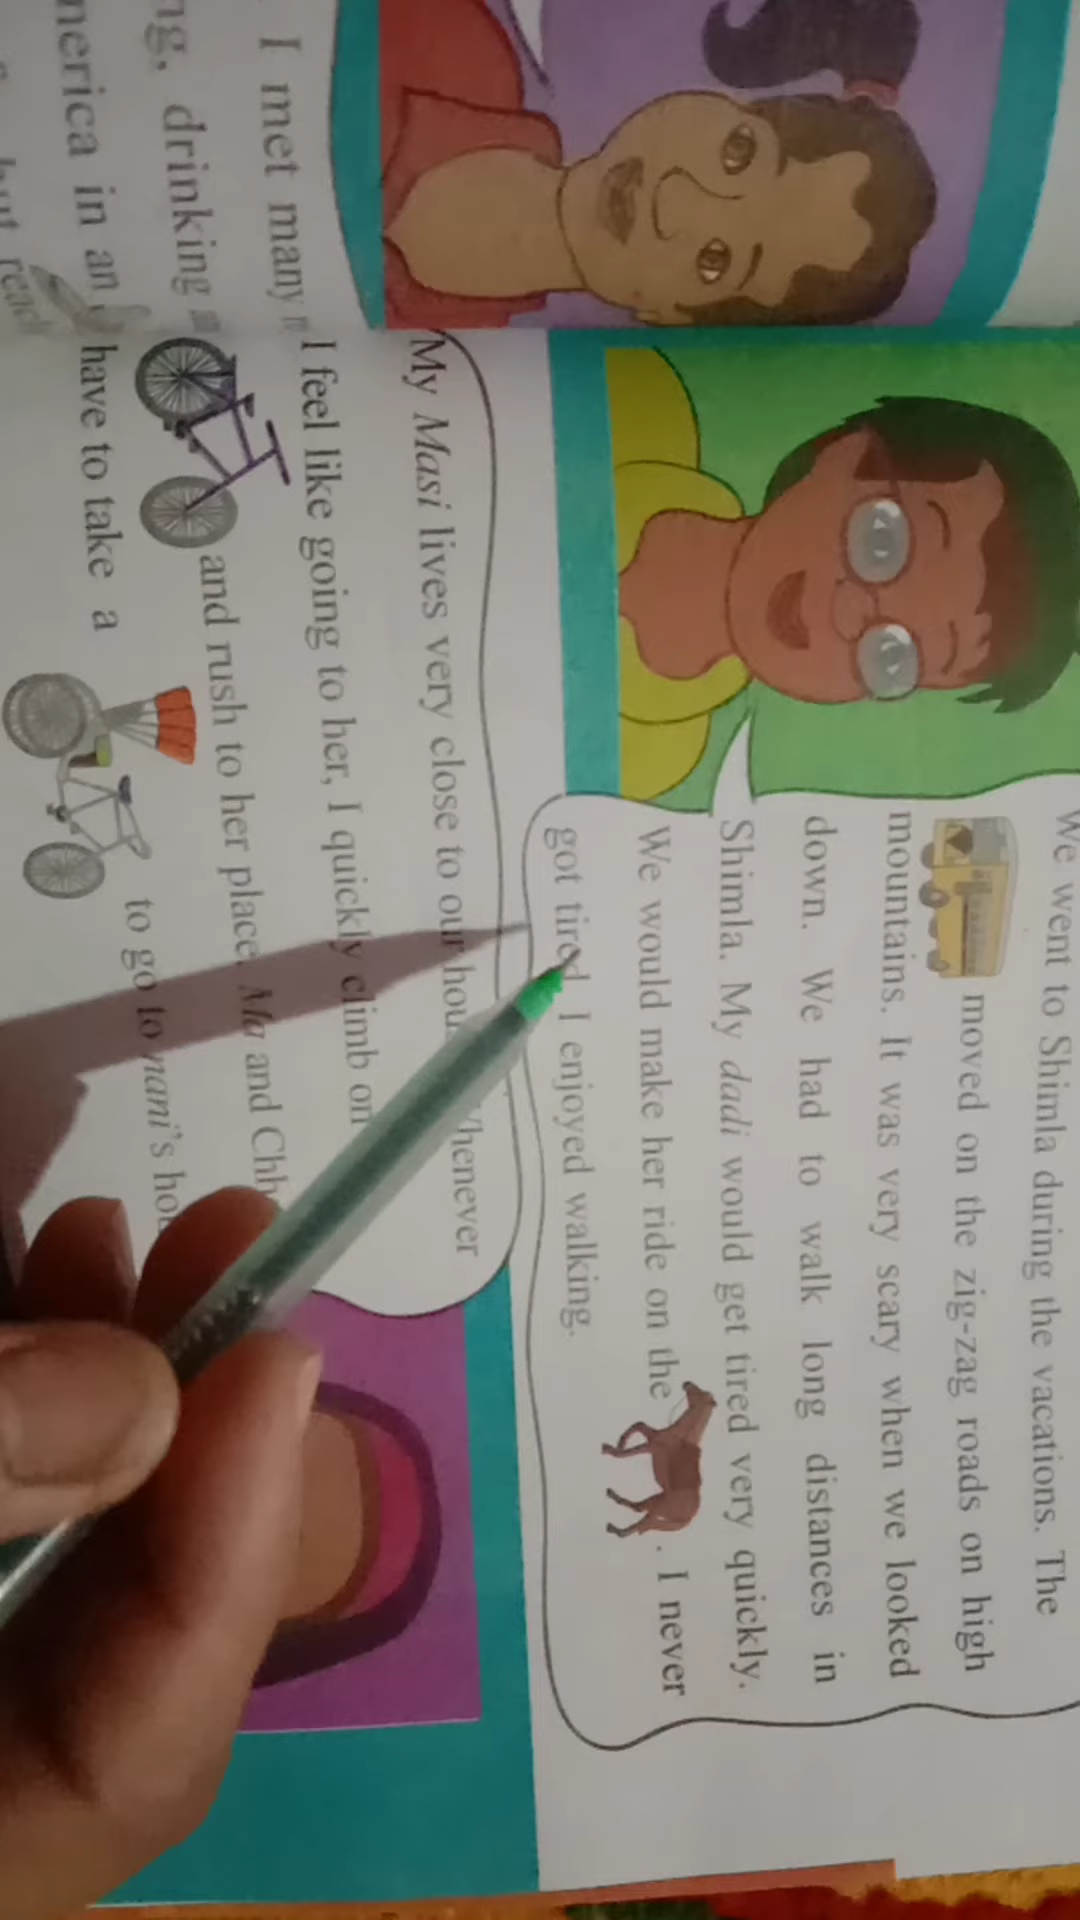 We went to Shimla during the vacations. The
moved on the zig-zag roads on high
mountains. It was very scary when we looked
down. We had to walk long distances in
Shimla. My dadi would get tired very quickly.
We would make her ride on the . I never
got tired. I enjoyed walking.
My Masi lives very close to our
I feel like going to her, I quickly climb on
and rush to her place. Ma and
have to take a to go to nani's
I met many
drinking
in an
but read